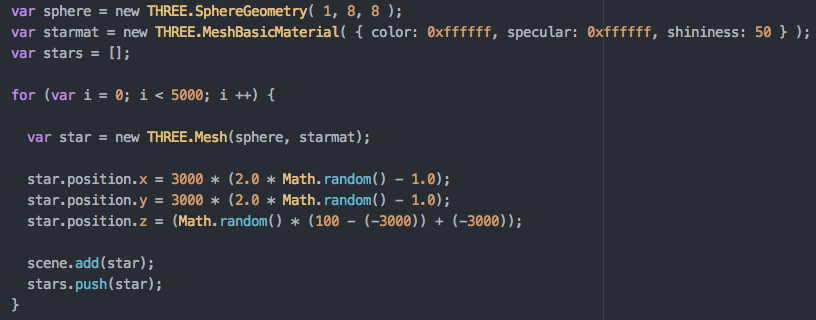 var sphere = new THREE.SphereGeometry( 1, 8, 8 );
var starmat = new THREE.MeshBasicMaterial( { color: 0xffffff, specular: 0xffffff, shininess: 50 } );
var stars = [];

for (var i = 0; i < 5000; i ++) {

  var star = new THREE.Mesh(sphere, starmat);

  star.position.x = 3000 * (2.0 * Math.random() - 1.0);
  star.position.y = 3000 * (2.0 * Math.random() - 1.0);
  star.position.z = (Math.random() * (100 - (-3000)) + (-3000));

  scene.add(star);
  stars.push(star);
}